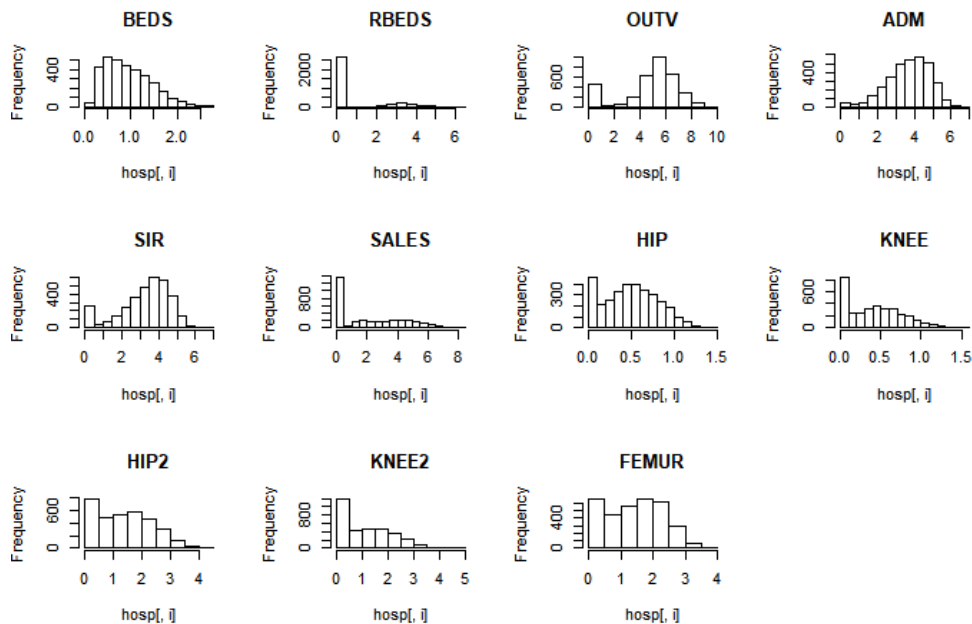 BEDS
RBEDS
OUTV
ADM
Frequency
0 400
0.0 1.0 2.0
hosp[, i]
Frequency
0 2000
0 2 4 6
hosp[, i]
Frequency
0 600
0 2 4 6 8 10
hosp[, i]
Frequency
0 400
0 2 4 6
hosp[, i]
SIR
SALES
HIP
KNEE
Frequency
0 400
0 2 4 6
hosp[, i]
Frequency
0 800
0 2 4 6 8
hosp[, i]
Frequency
0 300
0.0 0.5 1.0 1.5
hosp[, i]
Frequency
0 600
0.0 0.5 1.0 1.5
hosp[, i]
HIP2
KNEE2
FEMUR
Frequency
0 600
0 1 2 3 4
hosp[, i]
Frequency
0 800
0 1 2 3 4 5
hosp[, i]
Frequency
0 400
0 1 2 3 4
hosp[, i]